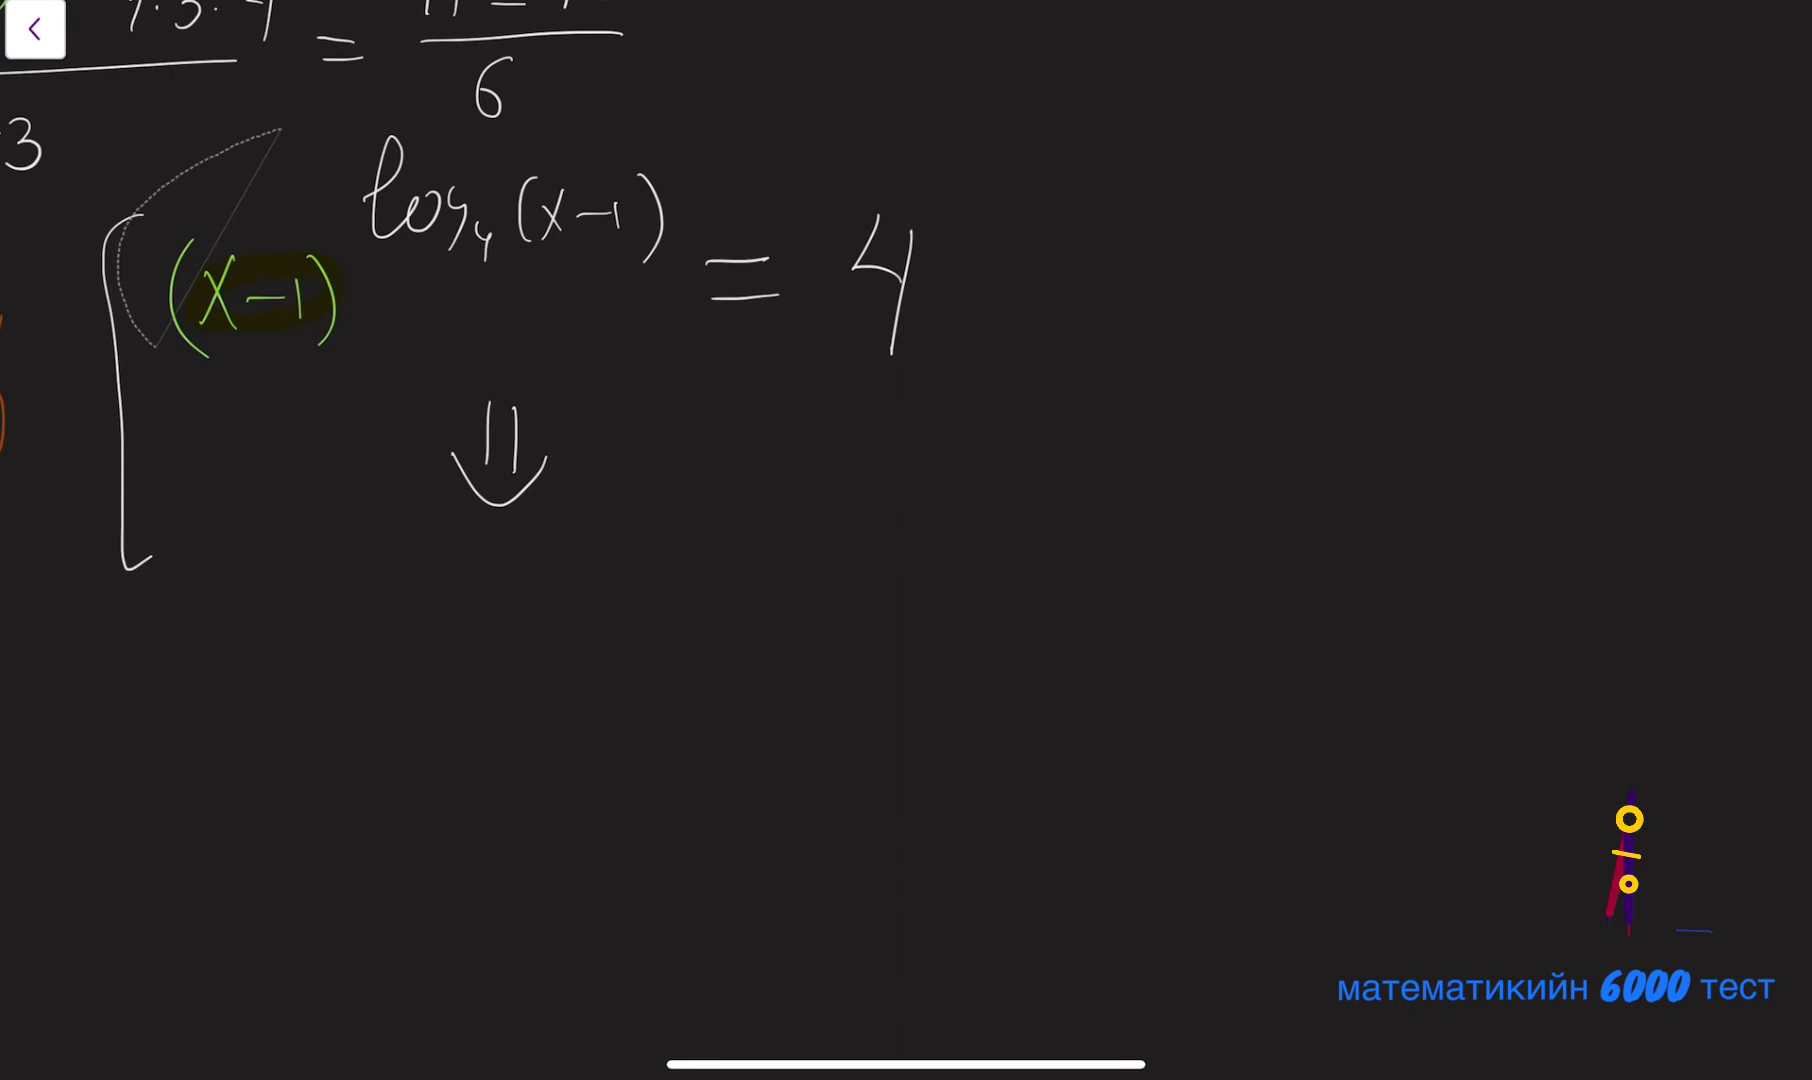 =
6
3
(x-1)^{log_4(x-1)} = 4
⇓
математикийн 6000 тест